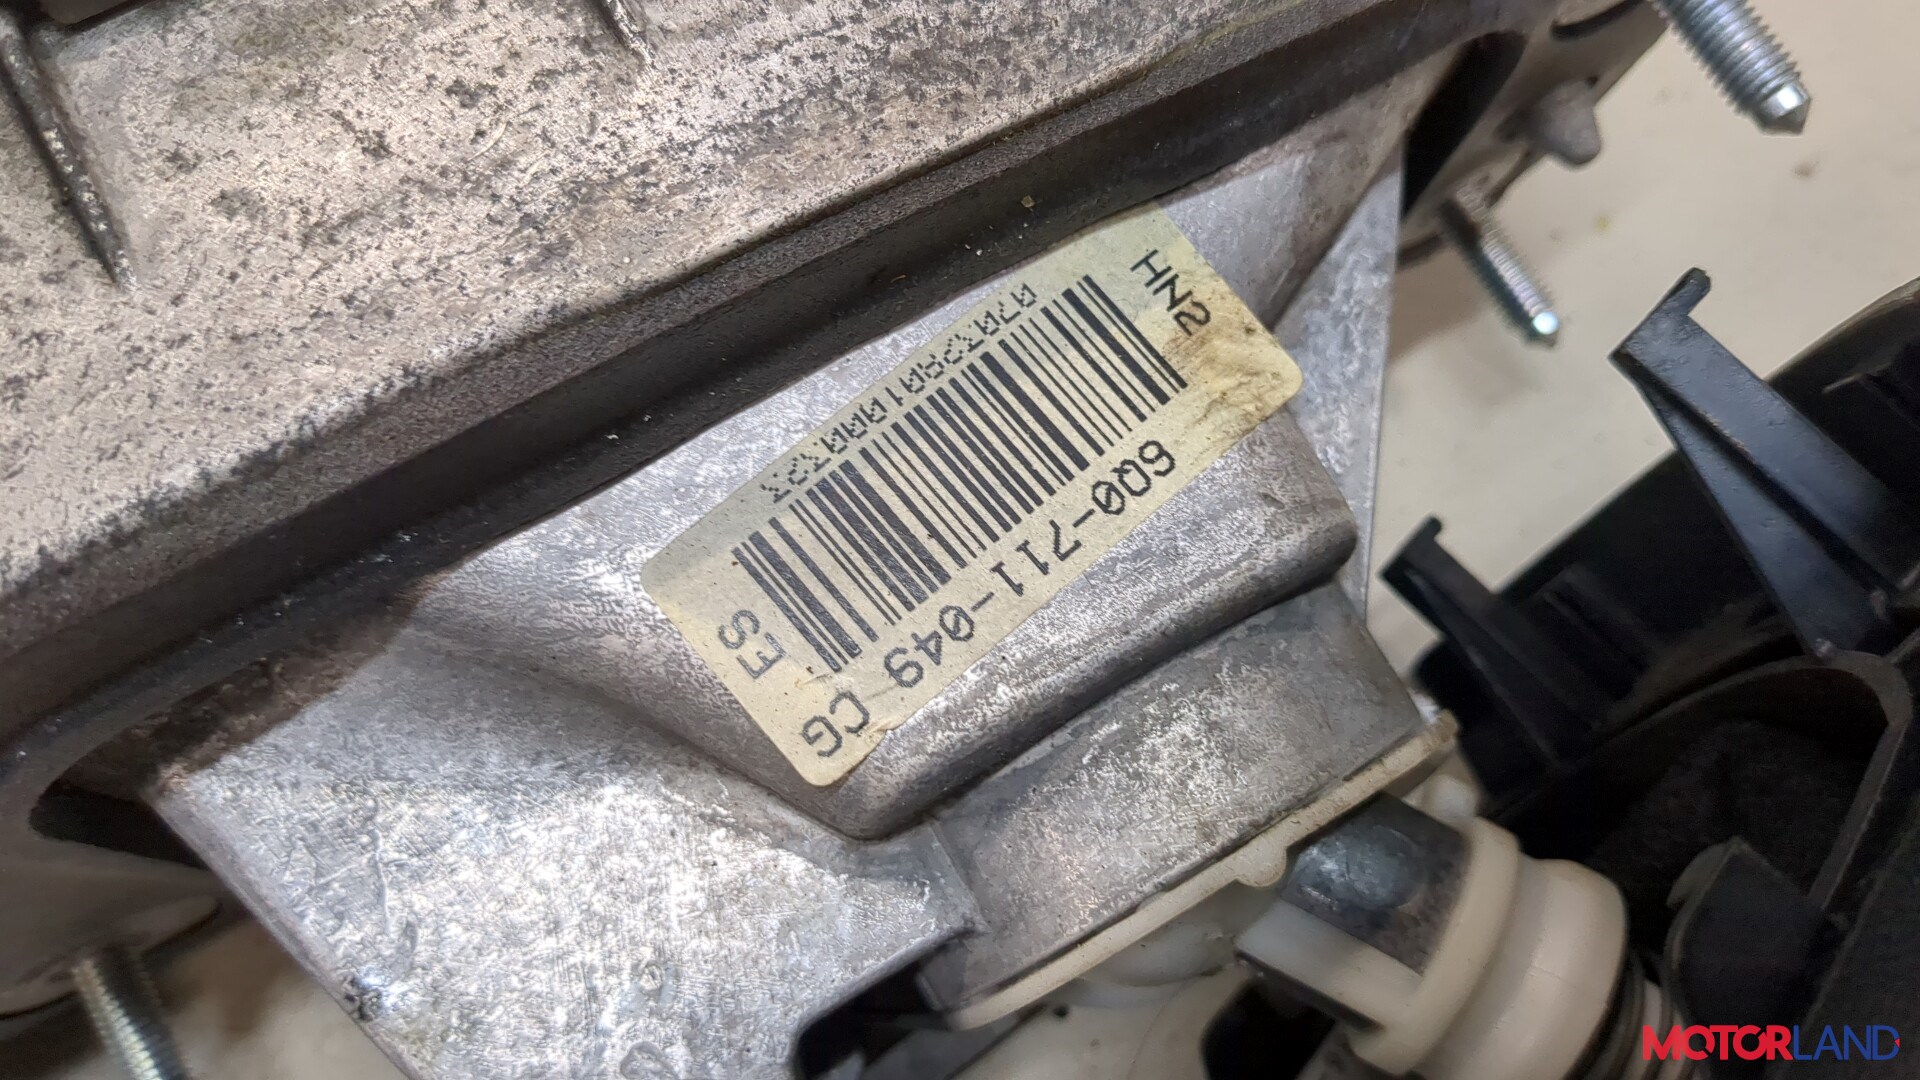 6Q0-711-049 CG
HN2
ES
MOTORLAND